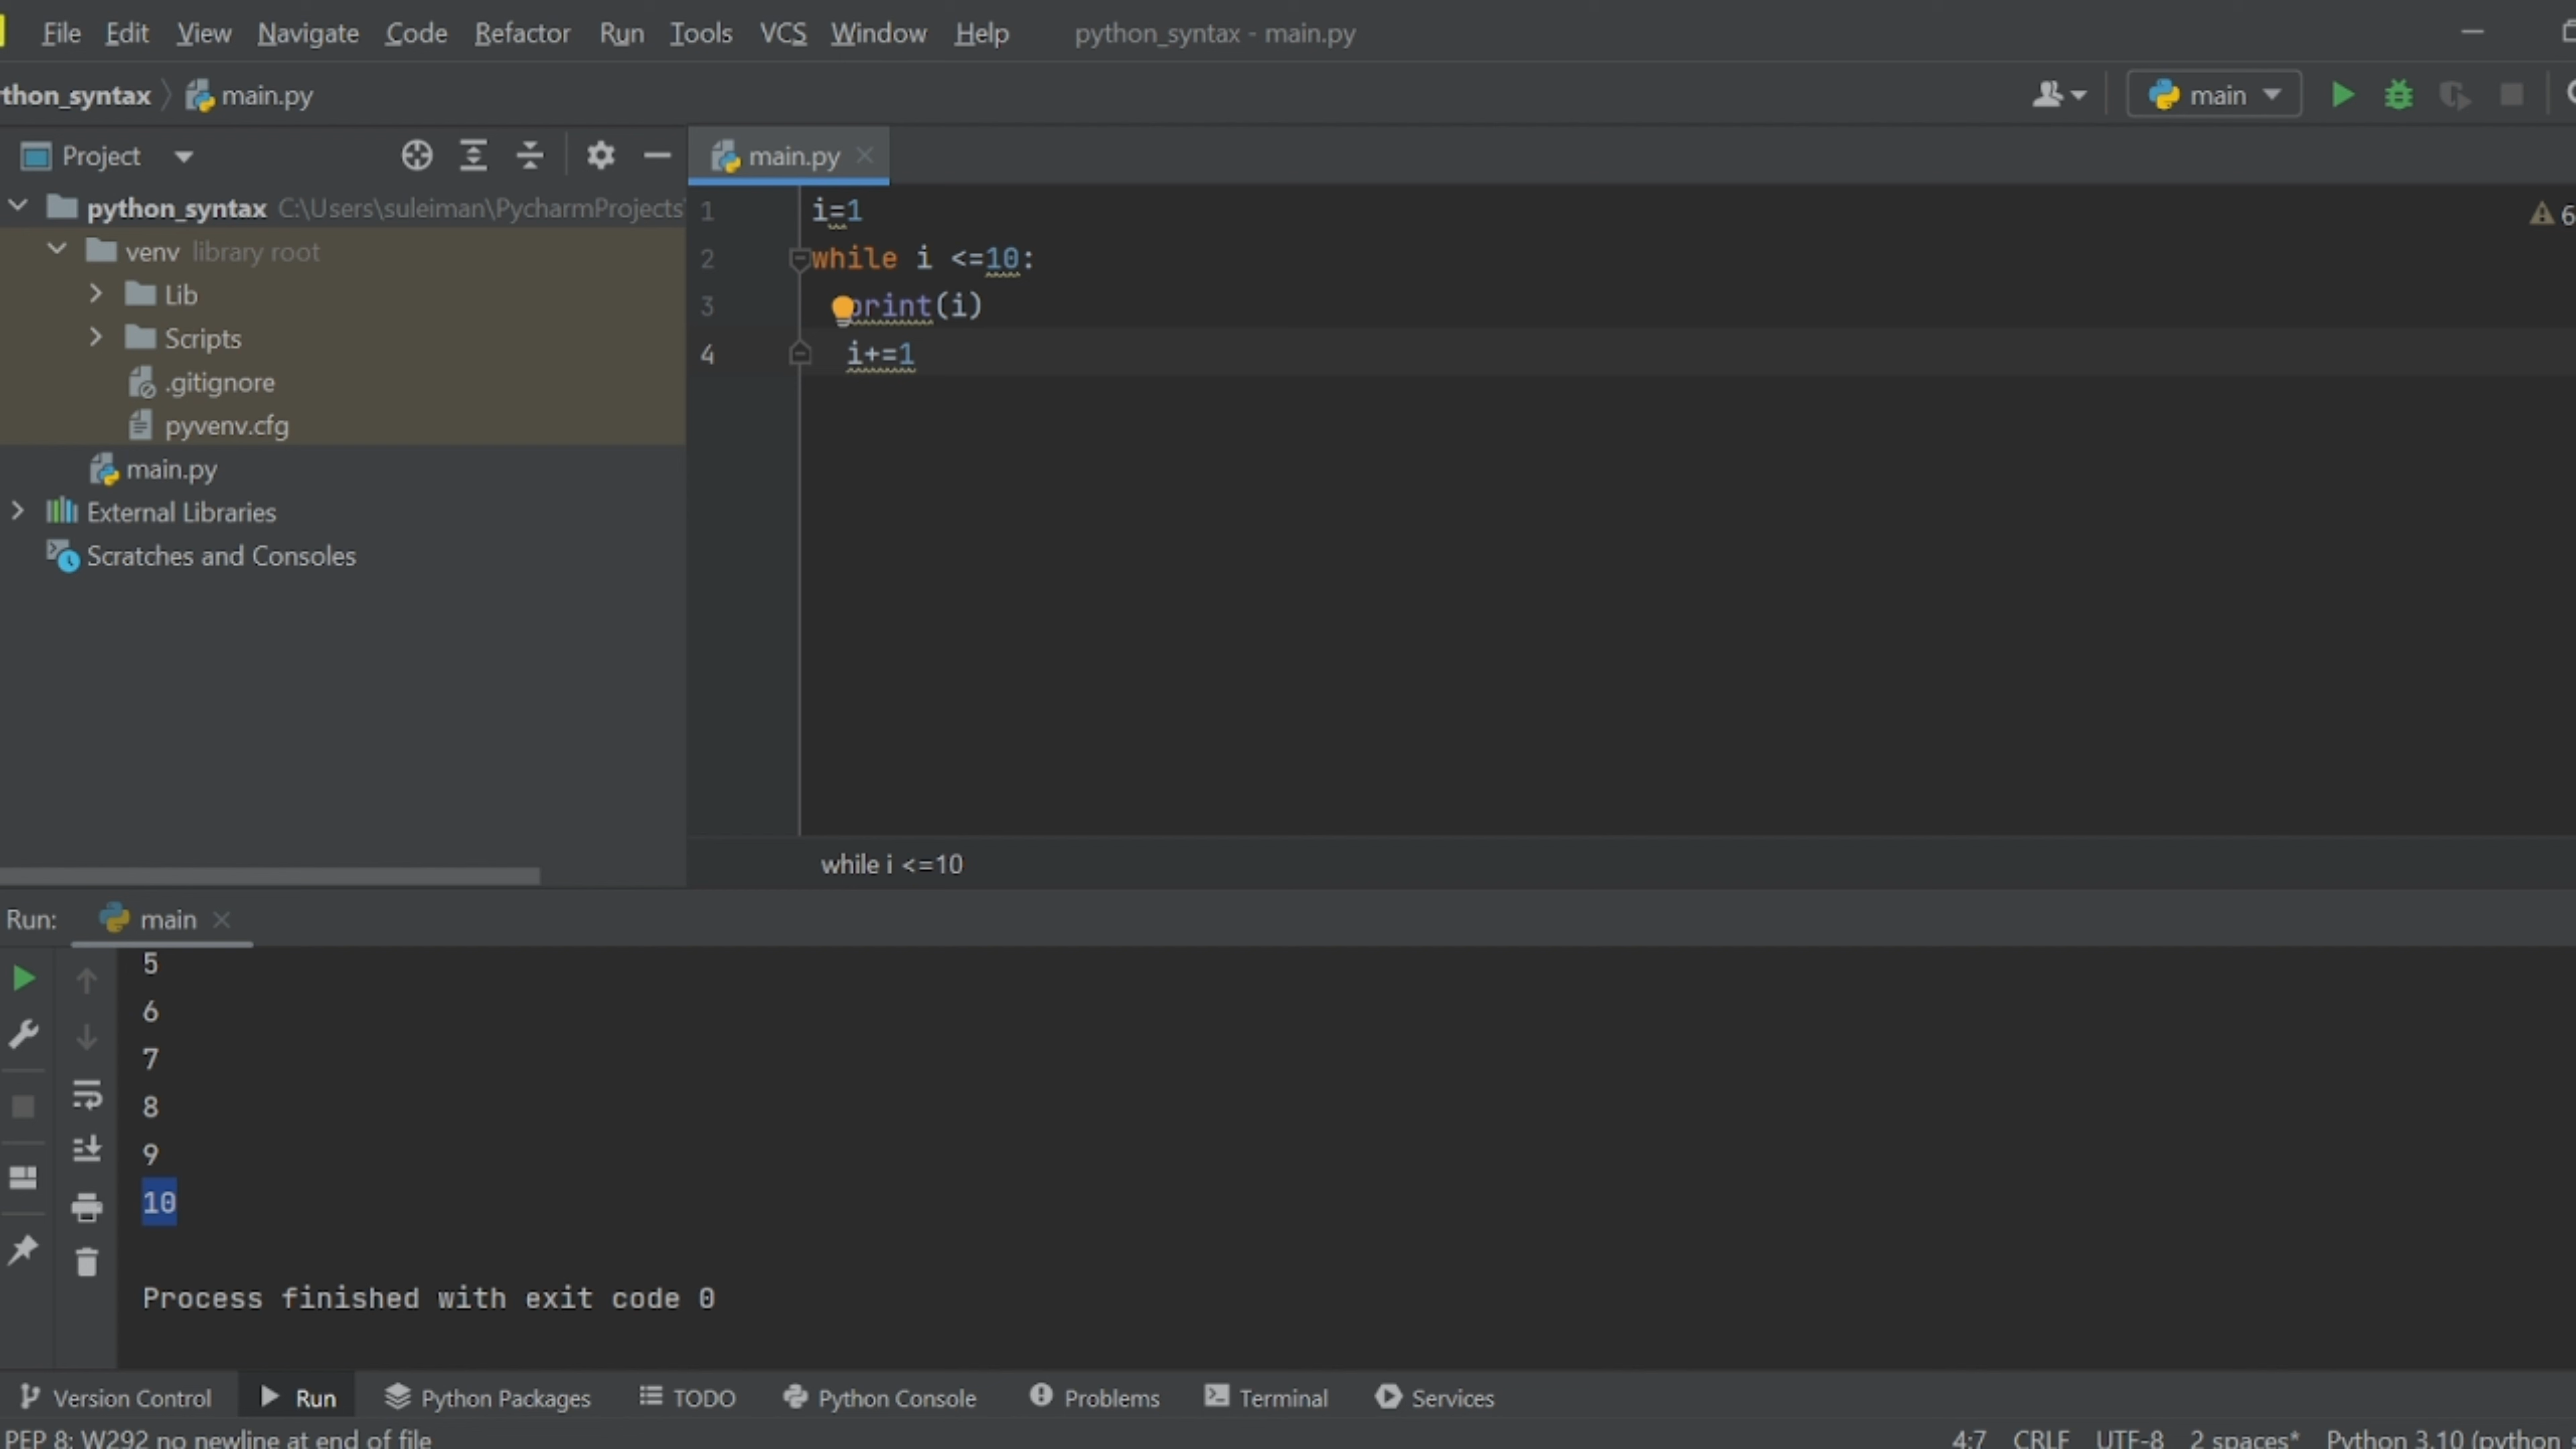 File Edit View Navigate Code Refactor Run Tools VCS Window Help python_syntax - main.py
thon_syntax main.py
main
Project
main.py
python_syntax C:\Users\suleiman\PycharmProjects
venv library root
Lib
Scripts
.gitignore
pyvenv.cfg
main.py
External Libraries
Scratches and Consoles
1 i=1
6
2 while i <=10:
3 print(i)
4 i+=1
while i <=10
Run: main
5
6
7
8
9
10
Process finished with exit code 0
Version Control Run Python Packages TODO Python Console Problems Terminal Services
PEP 8: W292 no newline at end of file
4:7 CRLF UTF-8 2 spaces* Python 3.10 (python